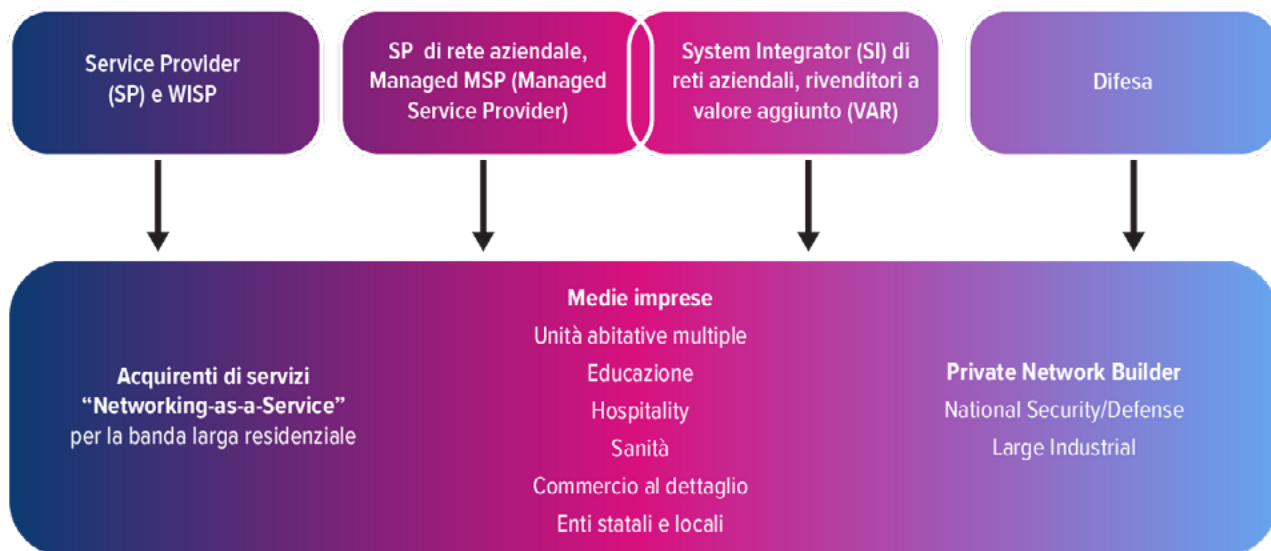 Service Provider
(SP) e WISP
SP di rete aziendale,
Managed MSP (Managed
Service Provider)
System Integrator (SI) di
reti aziendali, rivenditori a
valore aggiunto (VAR)
Difesa
Acquirenti di servizi
“Networking-as-a-Service”
per la banda larga residenziale
Medie imprese
Unità abitative multiple
Educazione
Hospitality
Sanità
Commercio al dettaglio
Enti statali e locali
Private Network Builder
National Security/Defense
Large Industrial